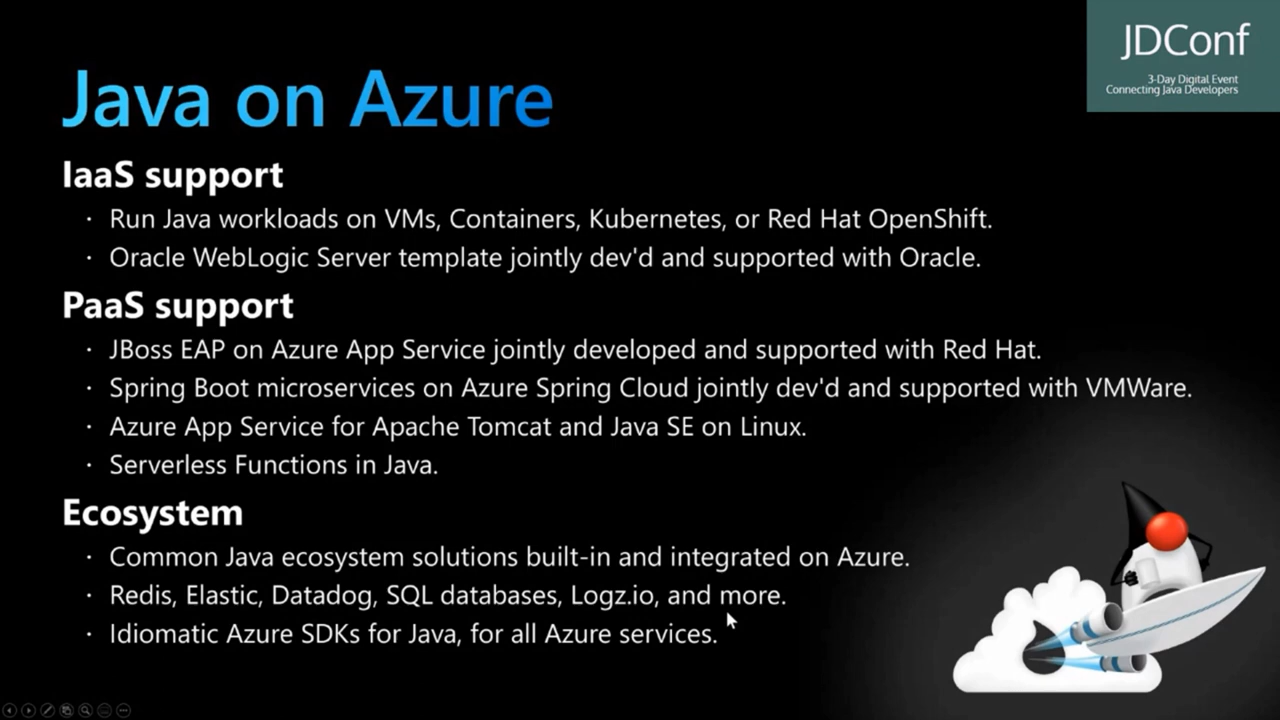 JDConf
3-Day Digital Event
Connecting Java Developers
Java on Azure
IaaS support
· Run Java workloads on VMs, Containers, Kubernetes, or Red Hat OpenShift.
· Oracle WebLogic Server template jointly dev'd and supported with Oracle.
PaaS support
· JBoss EAP on Azure App Service jointly developed and supported with Red Hat.
· Spring Boot microservices on Azure Spring Cloud jointly dev'd and supported with VMWare.
· Azure App Service for Apache Tomcat and Java SE on Linux.
· Serverless Functions in Java.
Ecosystem
· Common Java ecosystem solutions built-in and integrated on Azure.
· Redis, Elastic, Datadog, SQL databases, Logz.io, and more.
· Idiomatic Azure SDKs for Java, for all Azure services.